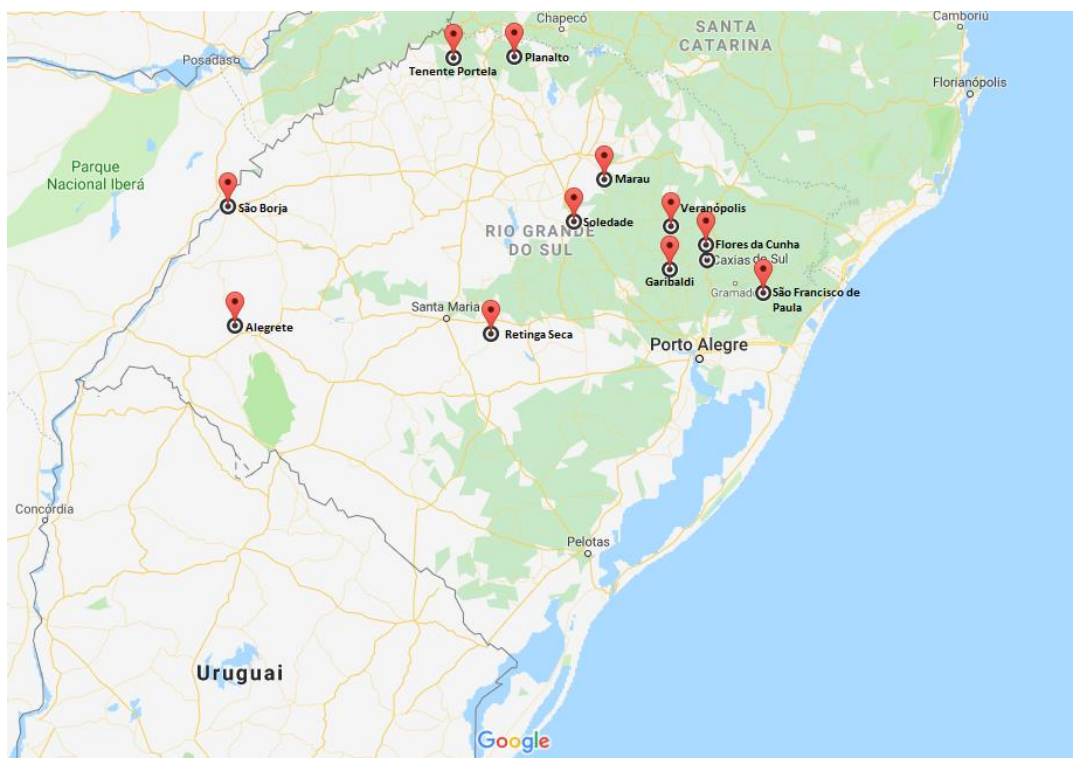 Chapecó
SANTA
CATARINA
Camboriú
Posadas
Tenente Portela
Planalto
Florianópolis
Parque
Nacional Iberá
Marau
São Borja
Soledade
Veranópolis
RIO GRANDE
DO SUL
Flores da Cunha
Caxias do Sul
Garibaldi
Gramado
São Francisco de
Paula
Santa Maria
Alegrete
Retinga Seca
Porto Alegre
Concórdia
Pelotas
Uruguai
Google